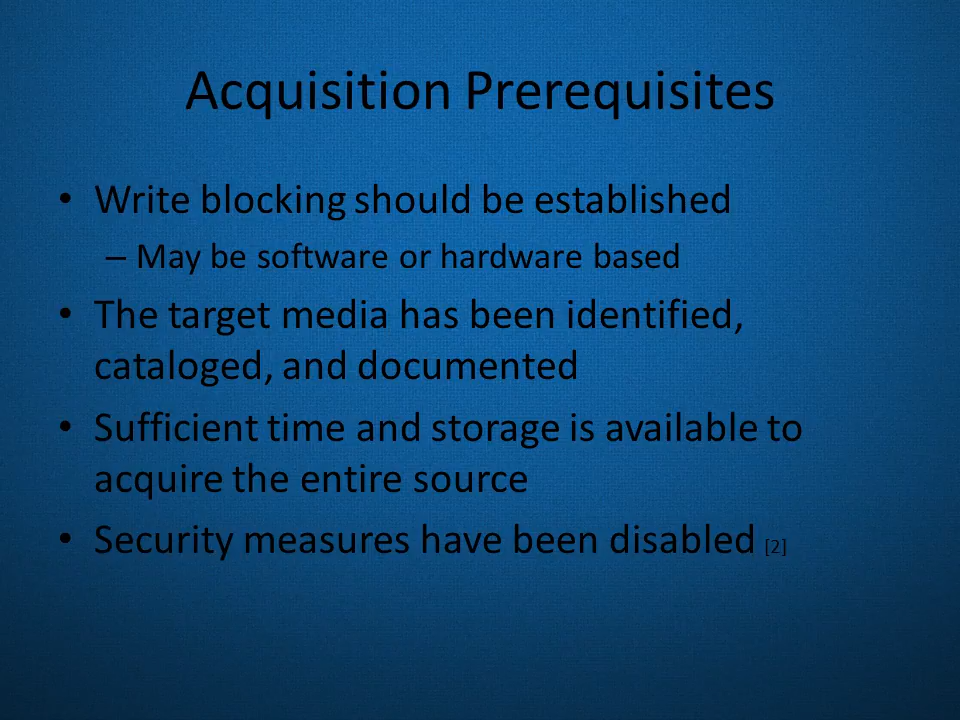 Acquisition Prerequisites
• Write blocking should be established
– May be software or hardware based
• The target media has been identified,
cataloged, and documented
• Sufficient time and storage is available to
acquire the entire source
• Security measures have been disabled [2]